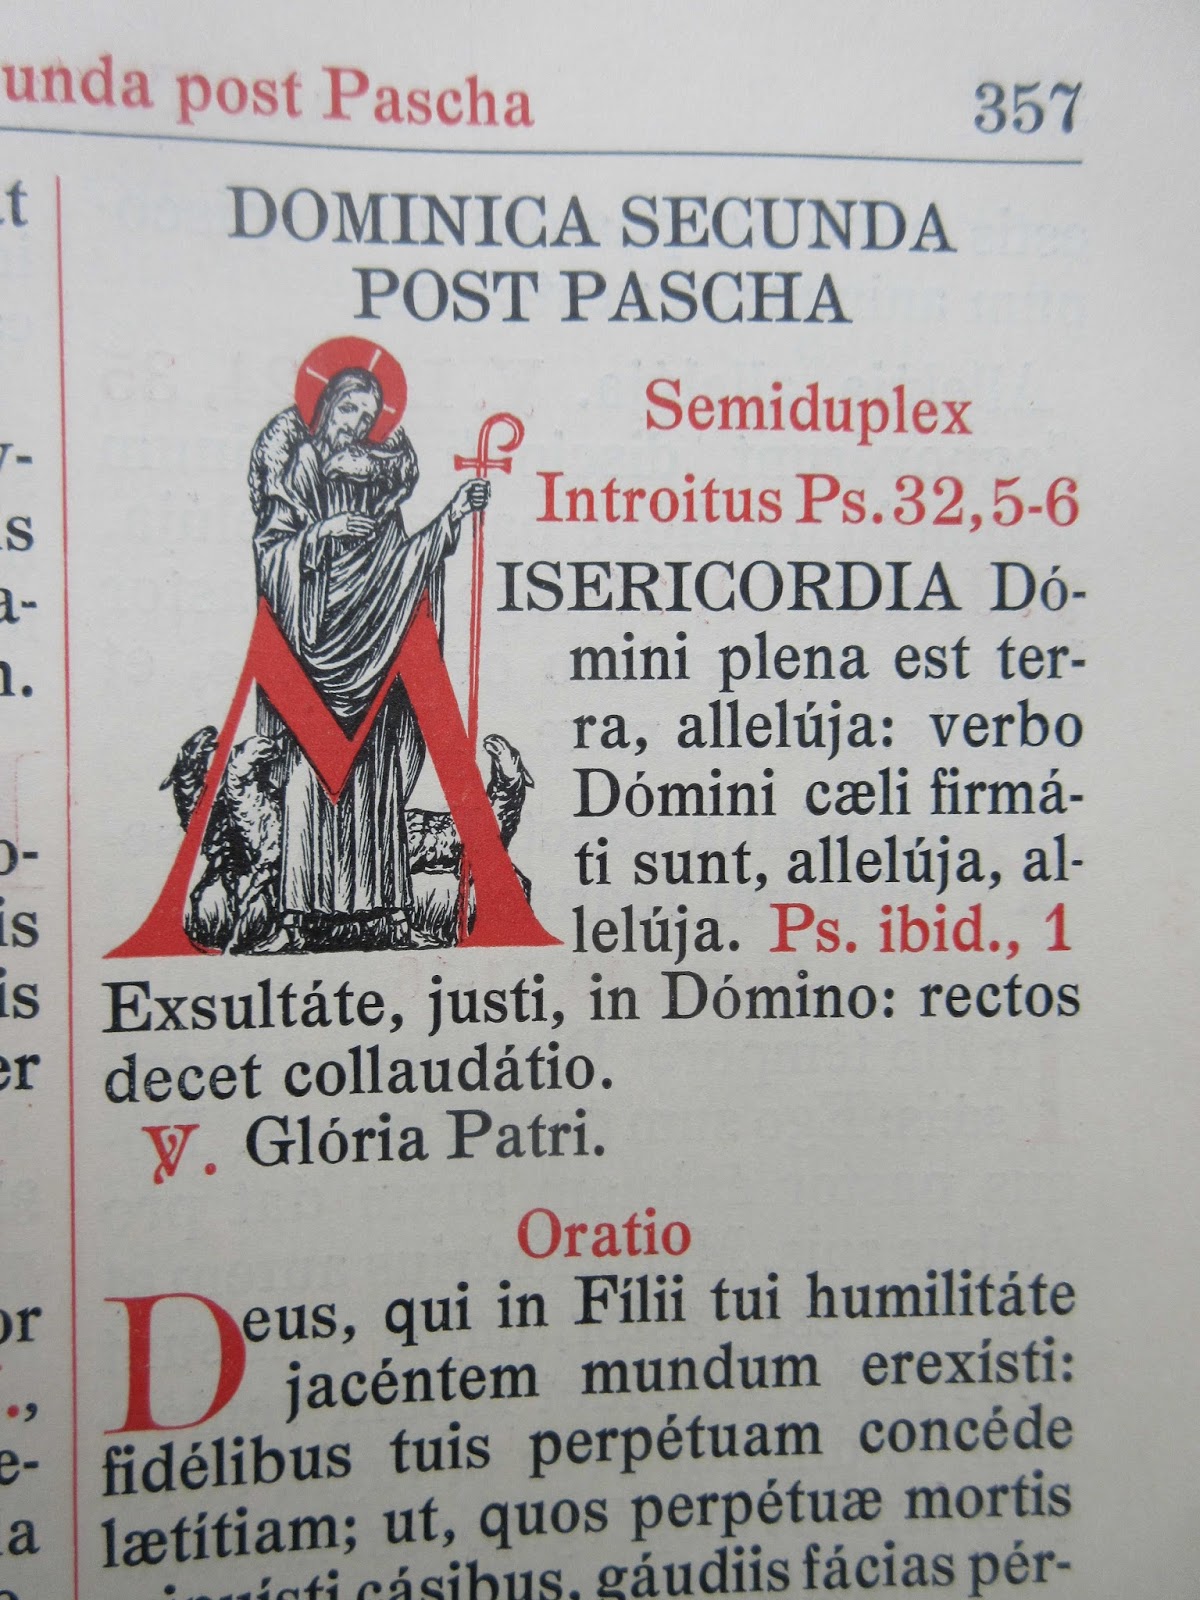 post Pascha 357
DOMINICA SECUNDA
POST PASCHA
Semiduplex
Introitus Ps. 32, 5-6
MISERICORDIA Dó-
mini plena est ter-
ra, allelúja: verbo
Dómini cæli firmá-
ti sunt, allelúja, al-
lelúja. Ps. ibid., 1
Exsultáte, justi, in Dómino: rectos
decet collaudátio.
℣. Glória Patri.
Oratio
Deus, qui in Fílii tui humilitáte
jacéntem mundum erexísti:
fidélibus tuis perpétuam concéde
lætítiam; ut, quos perpétuæ mortis
cásibus, gáudiis fácias pér-